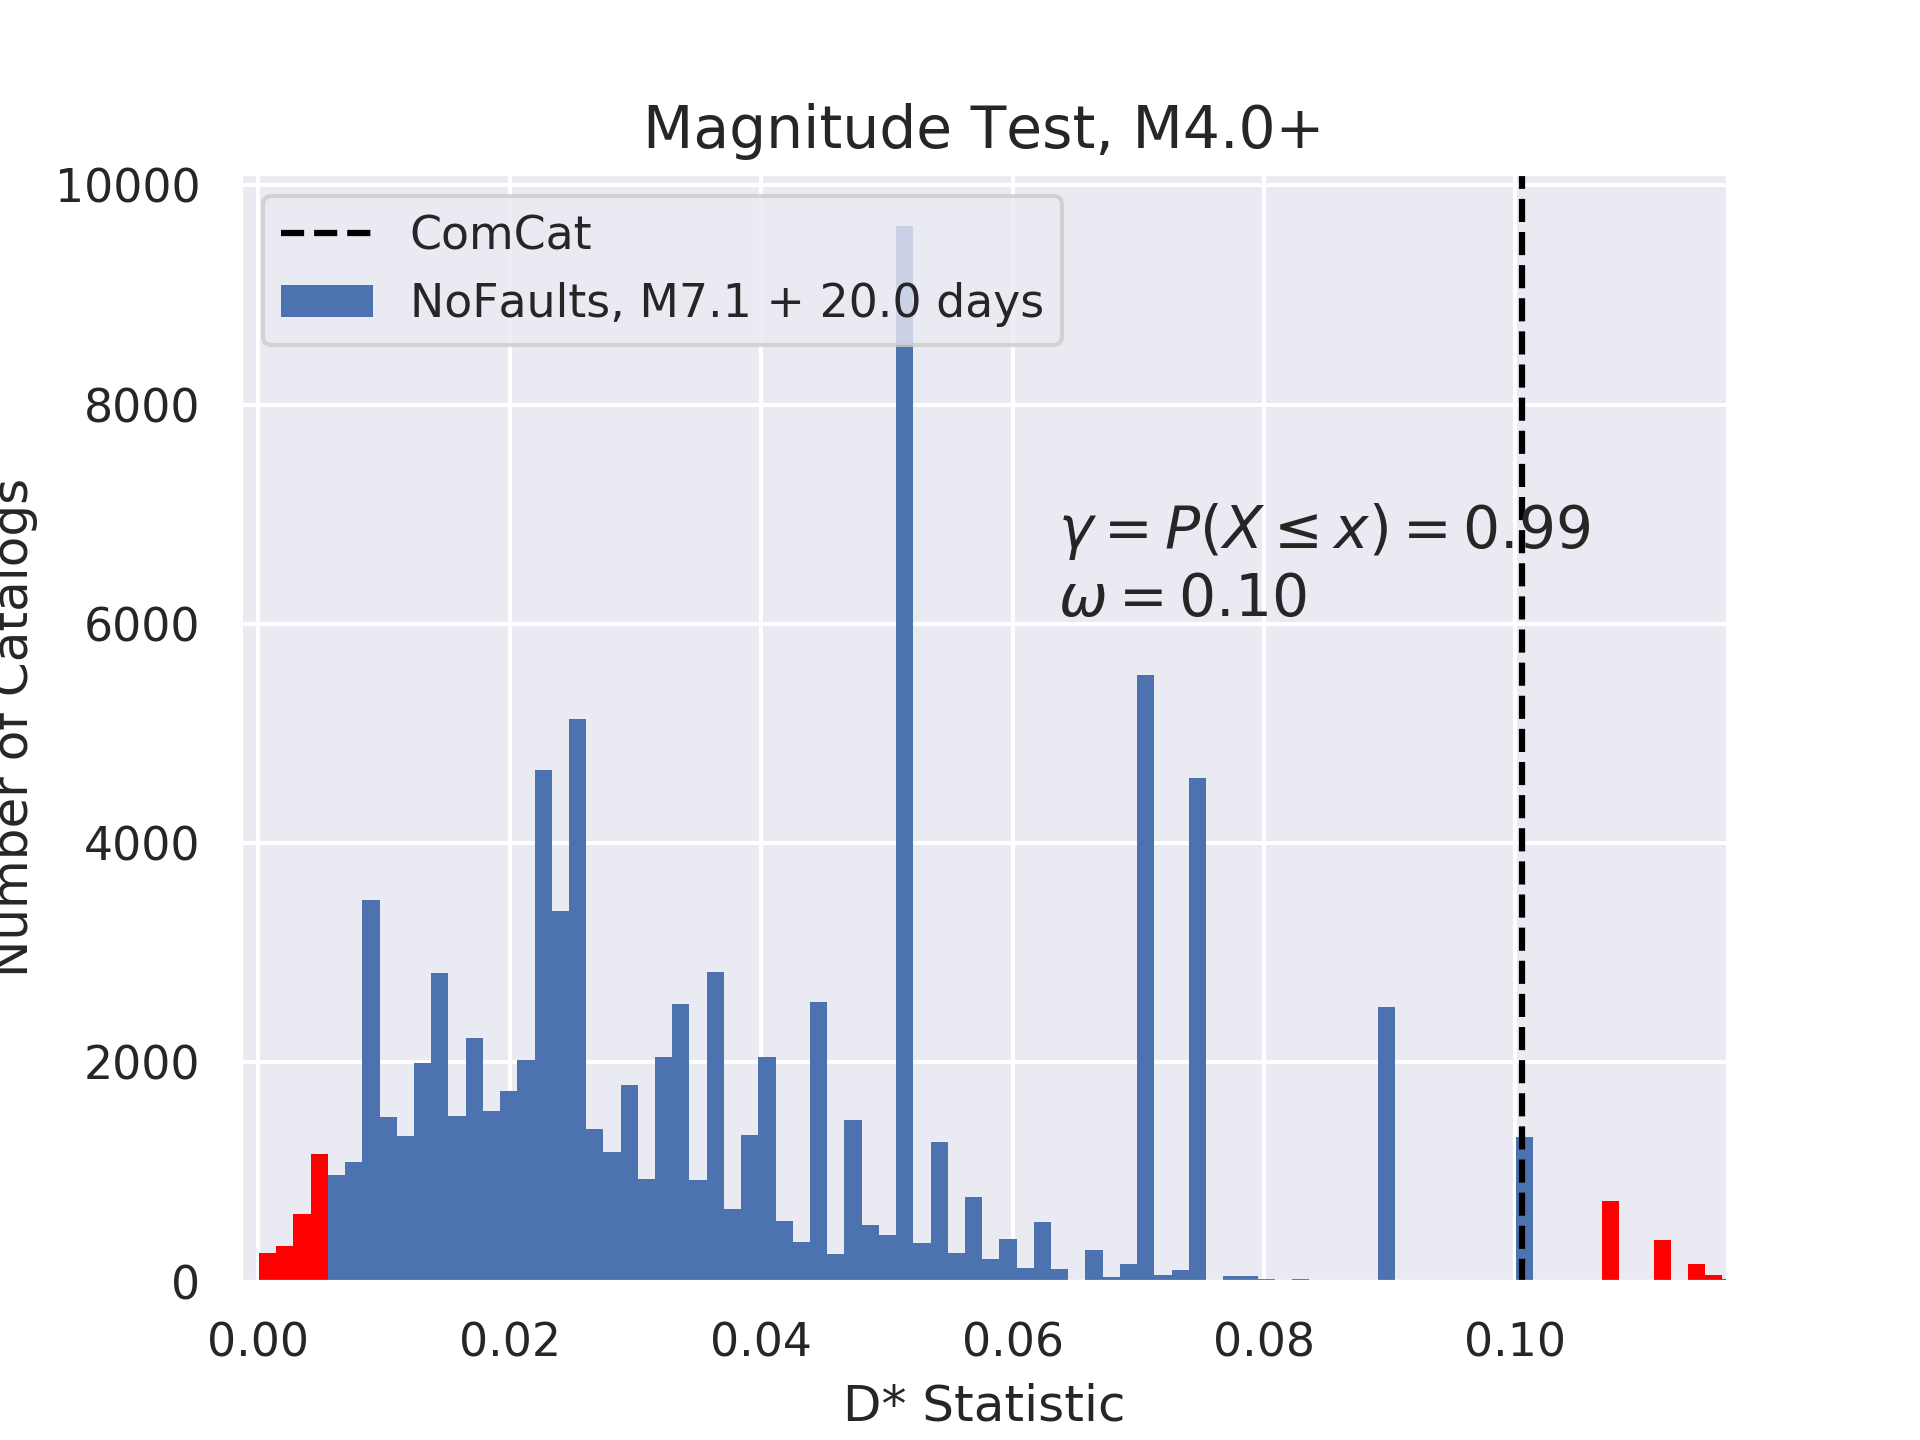 Magnitude Test, M4.0+
10000
8000
6000
4000
2000
0
Number of Catalogs
ComCat
NoFaults, M7.1 + 20.0 days
γ = P(X ≤ x) = 0.99
ω = 0.10
0.00 0.02 0.04 0.06 0.08 0.10
D* Statistic